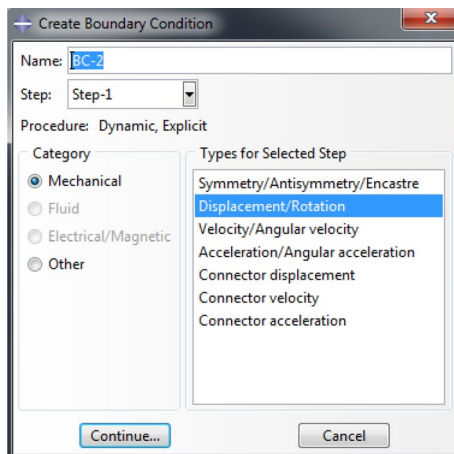 Create Boundary Condition
Name: BC-2
Step: Step-1
Procedure: Dynamic, Explicit
Category
Mechanical
Fluid
Electrical/Magnetic
Other
Types for Selected Step
Symmetry/Antisymmetry/Encastre
Displacement/Rotation
Velocity/Angular velocity
Acceleration/Angular acceleration
Connector displacement
Connector velocity
Connector acceleration
Continue... Cancel